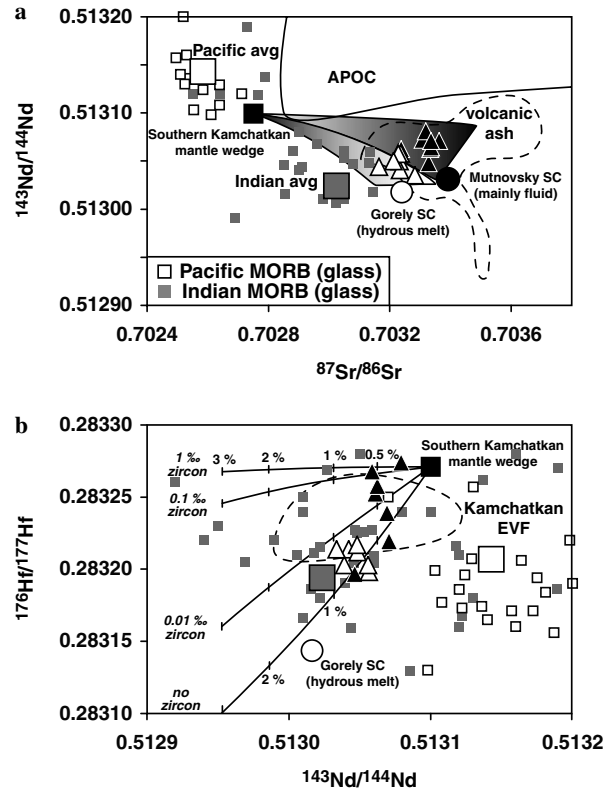 a
0.51320
0.51310
0.51300
0.51290
143Nd/144Nd
Pacific avg
APOC
volcanic
ash
Southern Kamchatkan
mantle wedge
Indian avg
Mutnovsky SC
(mainly fluid)
Gorely SC
(hydrous melt)
Pacific MORB (glass)
Indian MORB (glass)
0.7024
0.7028
0.7032
0.7036
87Sr/86Sr
b
0.28330
0.28325
0.28320
0.28315
0.28310
176Hf/177Hf
1 ‰
zircon
3 %
2 %
1 %
0.5 %
Southern Kamchatkan
mantle wedge
0.1 ‰
zircon
Kamchatkan
EVF
0.01 ‰
zircon
1 %
Gorely SC
(hydrous melt)
no
zircon
2 %
0.5129
0.5130
0.5131
0.5132
143Nd/144Nd